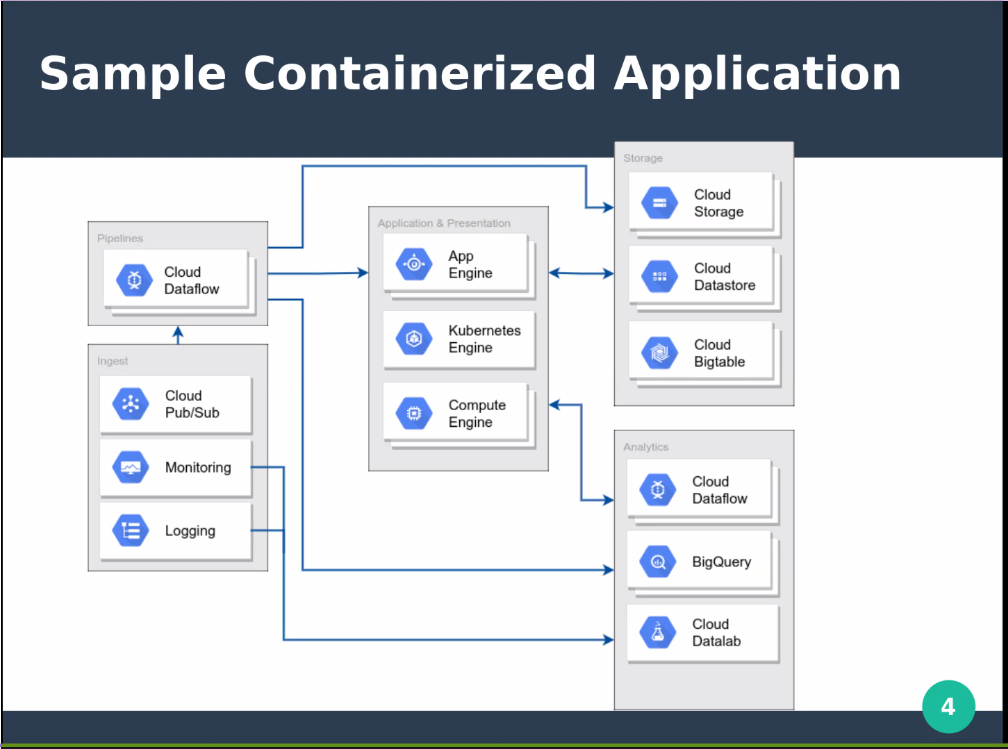 Sample Containerized Application
Pipelines
Cloud
Dataflow
Ingest
Cloud
Pub/Sub
Monitoring
Logging
Application & Presentation
App
Engine
Kubernetes
Engine
Compute
Engine
Storage
Cloud
Storage
Cloud
Datastore
Cloud
Bigtable
Analytics
Cloud
Dataflow
BigQuery
Cloud
Datalab
4